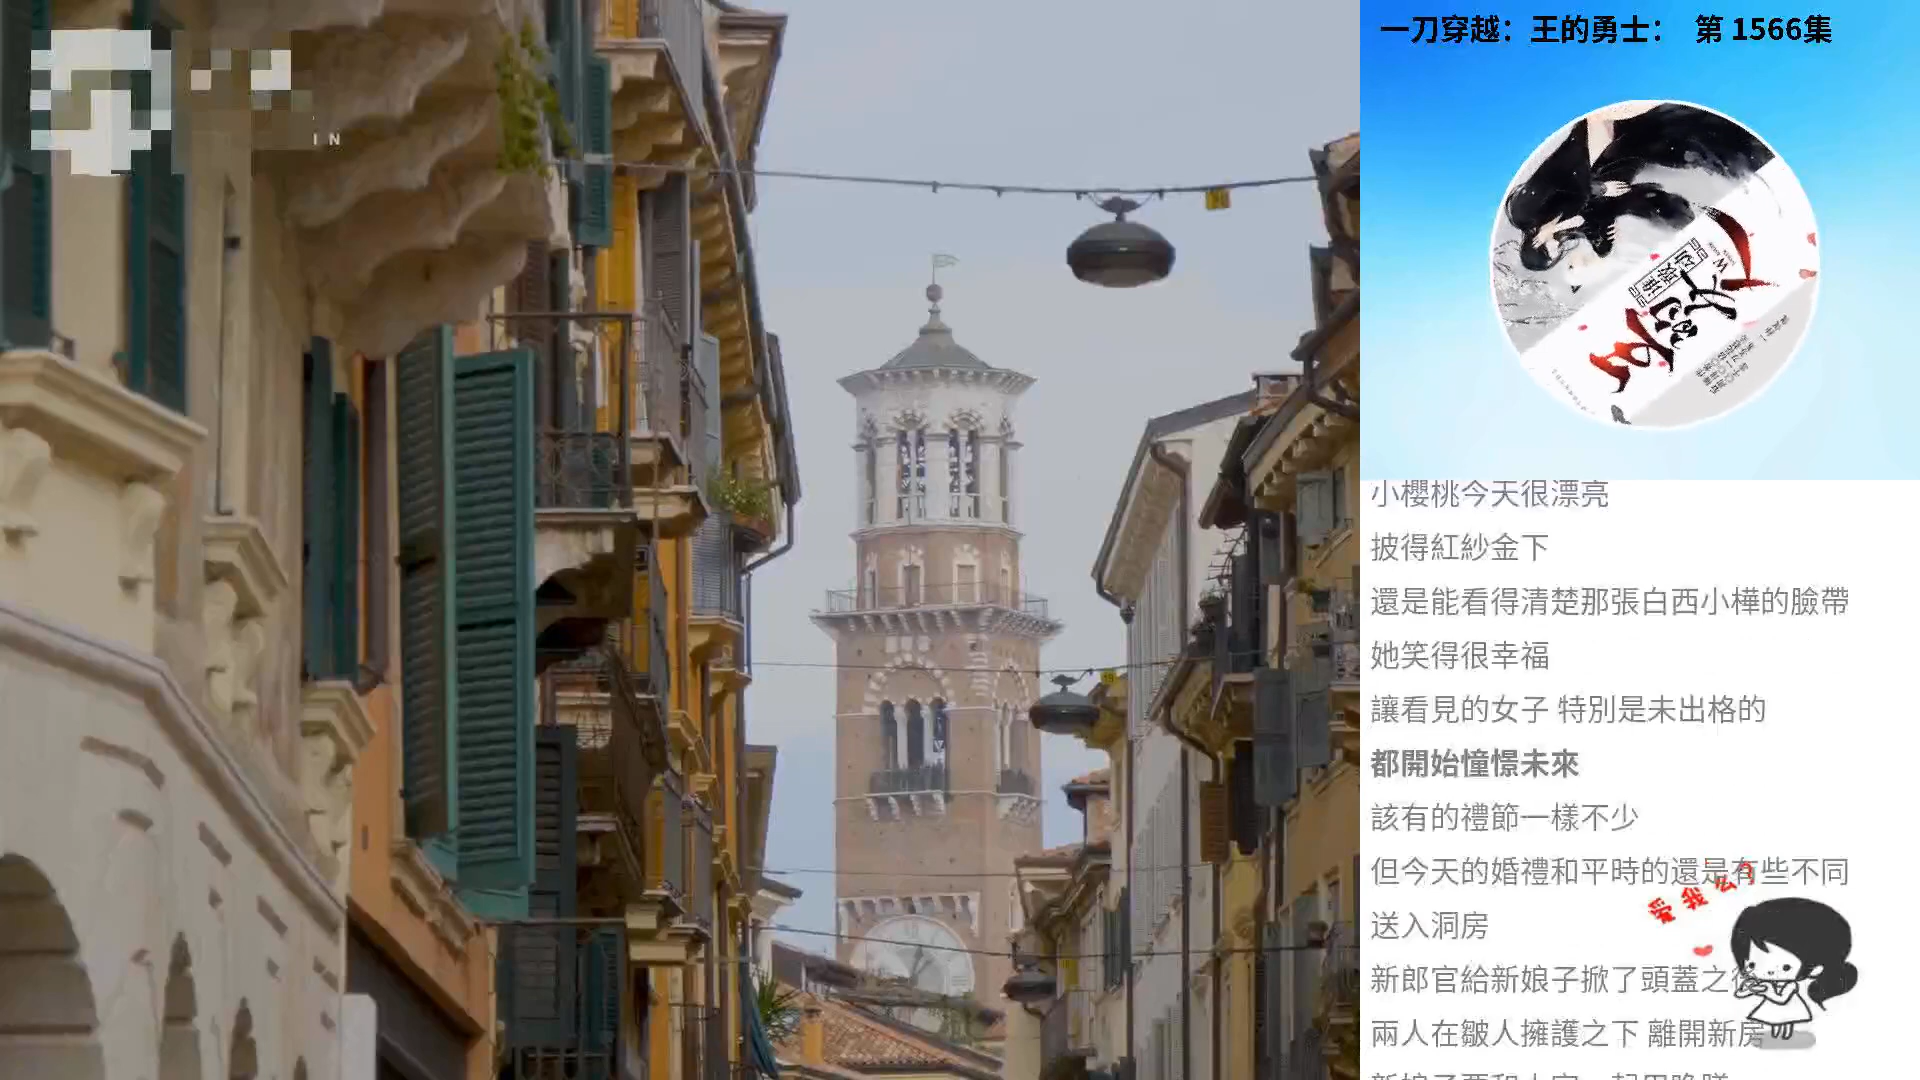 IN
20
19
一刀穿越：王的勇士： 第 1566集
小櫻桃今天很漂亮
披得紅紗金下
還是能看得清楚那張白西小樺的臉帶
她笑得很幸福
讓看見的女子 特別是未出格的
都開始憧憬未來
該有的禮節一樣不少
但今天的婚禮和平時的還是有些不同
爱我么?
送入洞房
新郎官給新娘子掀了頭蓋之後
兩人在皺人擁護之下 離開新房